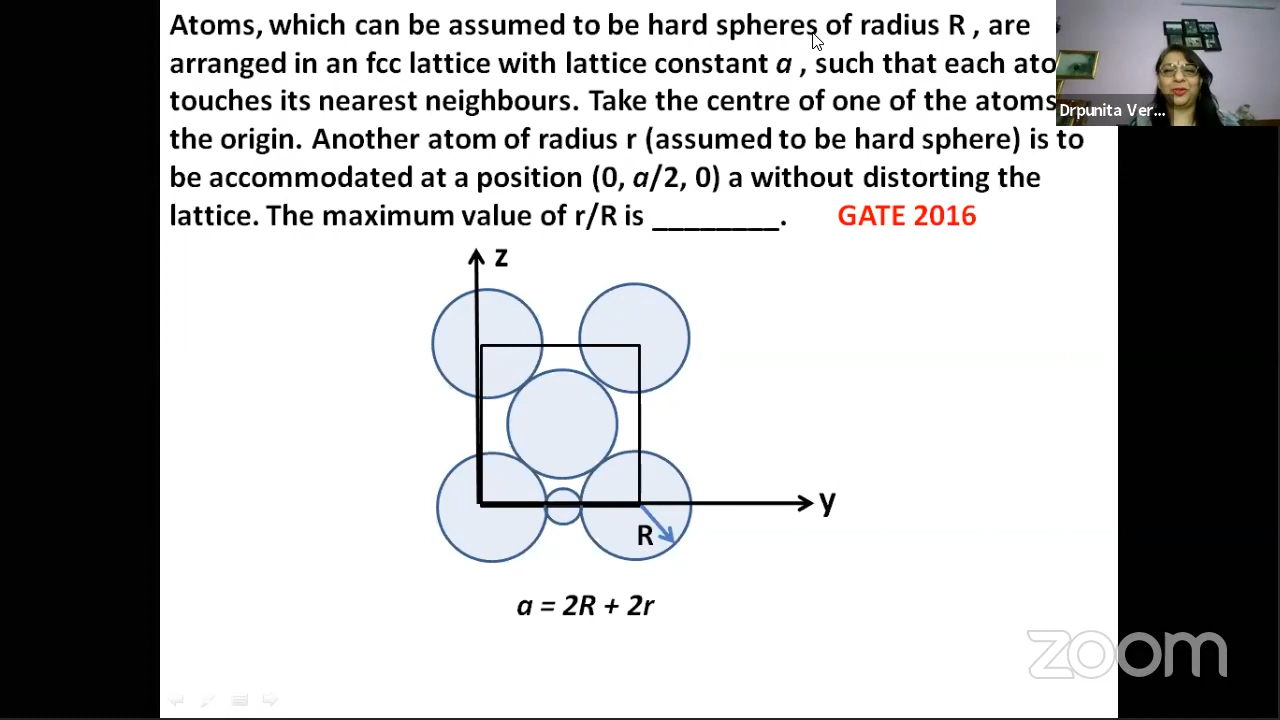 Atoms, which can be assumed to be hard spheres of radius R , are
arranged in an fcc lattice with lattice constant a , such that each ato
touches its nearest neighbours. Take the centre of one of the atoms
the origin. Another atom of radius r (assumed to be hard sphere) is to
be accommodated at a position (0, a/2, 0) a without distorting the
lattice. The maximum value of r/R is ________. GATE 2016
Drpunita Ver...
z
y
R
a = 2R + 2r
zoom